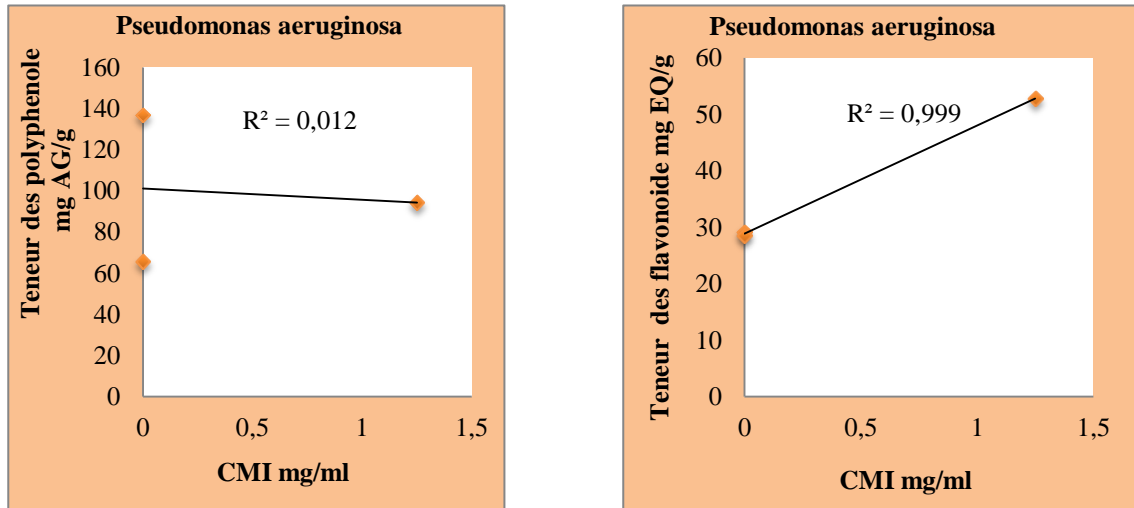 Pseudomonas aeruginosa
Teneur des polyphenole
mg AG/g
160
140
120
100
80
60
40
20
0
R² = 0,012
0 0,5 1 1,5
CMI mg/ml
Pseudomonas aeruginosa
Teneur des flavonoide mg EQ/g
60
50
40
30
20
10
0
R² = 0,999
0 0,5 1 1,5
CMI mg/ml